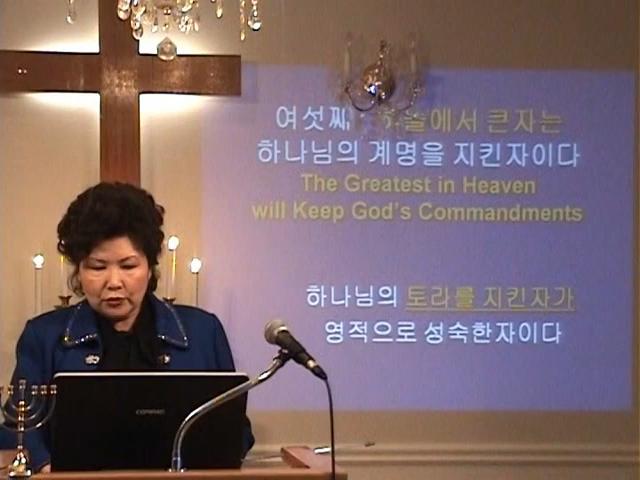 여섯째, 하늘에서 큰자는
하나님의 계명을 지킨자이다
The Greatest in Heaven
will Keep God's Commandments
하나님의 토라를 지킨자가
영적으로 성숙한자이다
COMPAQ